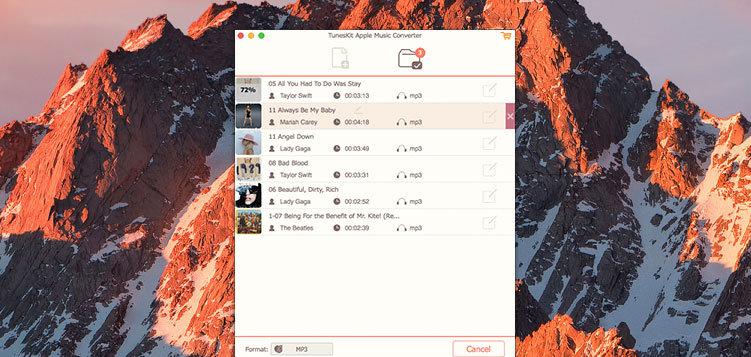 TunesKit Apple Music Converter
3
72%
05 All You Had To Do Was Stay
Taylor Swift 00:03:13 mp3
11 Always Be My Baby
Mariah Carey 00:04:18 mp3
11 Angel Down
Lady Gaga 00:03:49 mp3
08 Bad Blood
Taylor Swift 00:03:31 mp3
06 Beautiful, Dirty, Rich
Lady Gaga 00:02:52 mp3
1-07 Being For the Benefit of Mr. Kite! (Re...
The Beatles 00:02:39 mp3
Format: MP3 Cancel